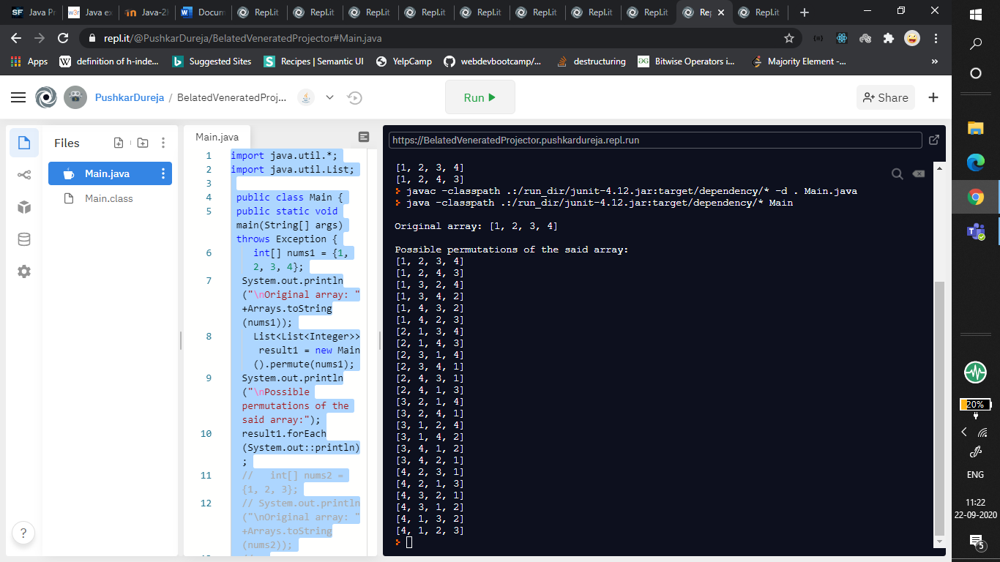 Java Pr
Java ex
Java-2I
Docum
Repl.it
Repl.it
Repl.it
Repl.it
Repl.it
Repl.it
Repl.it
Repl.it
Rep
Repl.it
repl.it/@PushkarDureja/BelatedVeneratedProjector#Main.java
Apps
definition of h-inde...
Suggested Sites
Recipes | Semantic UI
YelpCamp
webdevbootcamp/...
destructuring
Bitwise Operators i...
Majority Element -...
»
PushkarDureja / BelatedVeneratedProj...
Run
Share
Files
Main.java
Main.class
Main.java
1 import java.util.*;
2 import java.util.List;
3
4 public class Main {
5 public static void
main(String[] args)
throws Exception {
6 int[] nums1 = {1,
2, 3, 4};
7 System.out.println
("\nOriginal array: "
+Arrays.toString
(nums1));
8 List<List<Integer>>
result1 = new Main
().permute(nums1);
9 System.out.println
("\nPossible
permutations of the
said array:");
10 result1.forEach
(System.out::println)
;
11 // int[] nums2 =
{1, 2, 3};
12 // System.out.println
("\nOriginal array: "
+Arrays.toString
(nums2));
?
https://BelatedVeneratedProjector.pushkardureja.repl.run
[1, 2, 3, 4]
[1, 2, 4, 3]
javac -classpath .:/run_dir/junit-4.12.jar:target/dependency/* -d . Main.java
java -classpath .:/run_dir/junit-4.12.jar:target/dependency/* Main
Original array: [1, 2, 3, 4]
Possible permutations of the said array:
[1, 2, 3, 4]
[1, 2, 4, 3]
[1, 3, 2, 4]
[1, 3, 4, 2]
[1, 4, 3, 2]
[1, 4, 2, 3]
[2, 1, 3, 4]
[2, 1, 4, 3]
[2, 3, 1, 4]
[2, 3, 4, 1]
[2, 4, 3, 1]
[2, 4, 1, 3]
[3, 2, 1, 4]
[3, 2, 4, 1]
[3, 1, 2, 4]
[3, 1, 4, 2]
[3, 4, 1, 2]
[3, 4, 2, 1]
[4, 2, 3, 1]
[4, 2, 1, 3]
[4, 3, 2, 1]
[4, 3, 1, 2]
[4, 1, 3, 2]
[4, 1, 2, 3]
20%
ENG
11:22
22-09-2020
5